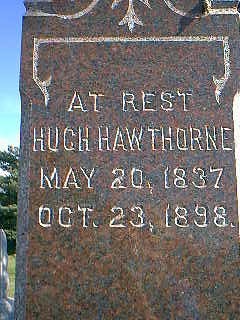 AT REST
HUGH HAWTHORNE
MAY 20, 1837
OCT. 23, 1898.